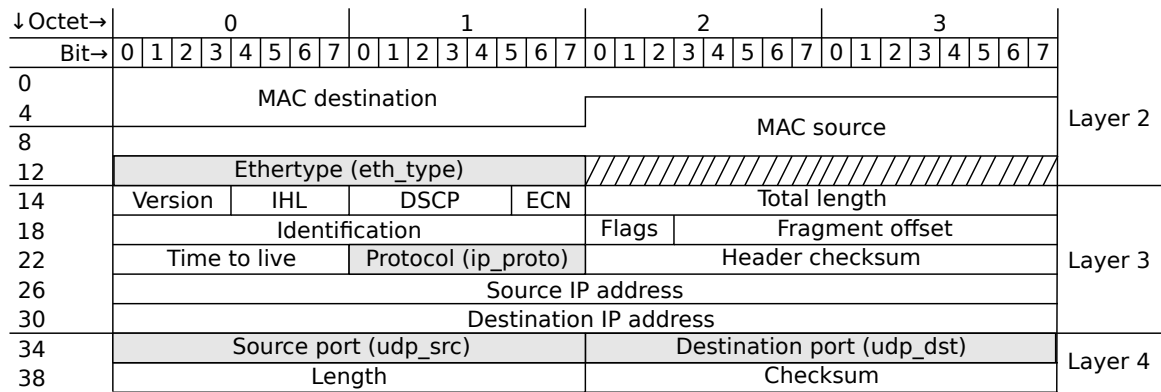 ↓Octet→ 0 1 2 3
Bit→ 0 1 2 3 4 5 6 7 0 1 2 3 4 5 6 7 0 1 2 3 4 5 6 7 0 1 2 3 4 5 6 7
0
MAC destination
4
Layer 2
MAC source
8
12 Ethertype (eth_type)
14 Version IHL DSCP ECN Total length
18 Identification Flags Fragment offset
22 Time to live Protocol (ip_proto) Header checksum Layer 3
26 Source IP address
30 Destination IP address
34 Source port (udp_src) Destination port (udp_dst)
Layer 4
38 Length Checksum